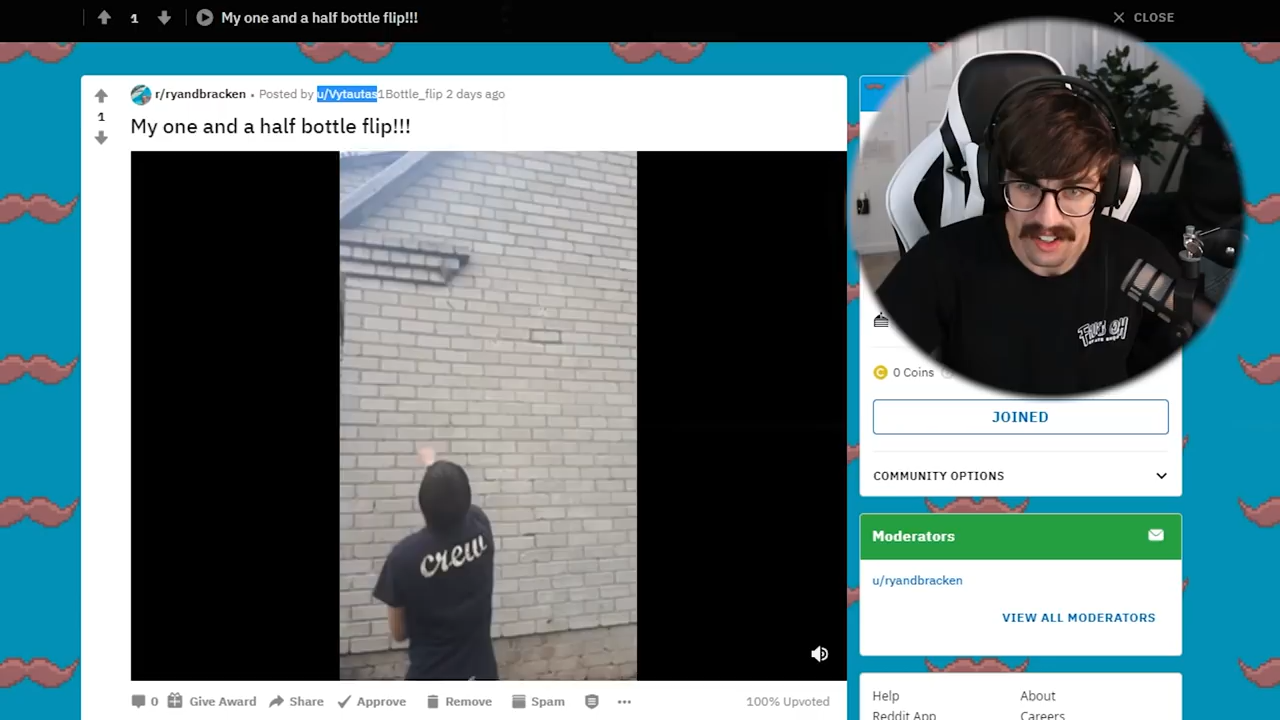 1 My one and a half bottle flip!!! CLOSE
r/ryandbracken • Posted by u/Vytautas1Bottle_flip 2 days ago
1
My one and a half bottle flip!!!
crew
0 Coins
JOINED
COMMUNITY OPTIONS
Moderators
u/ryandbracken
VIEW ALL MODERATORS
0 Give Award Share Approve Remove Spam 100% Upvoted
Help About
Reddit App Careers